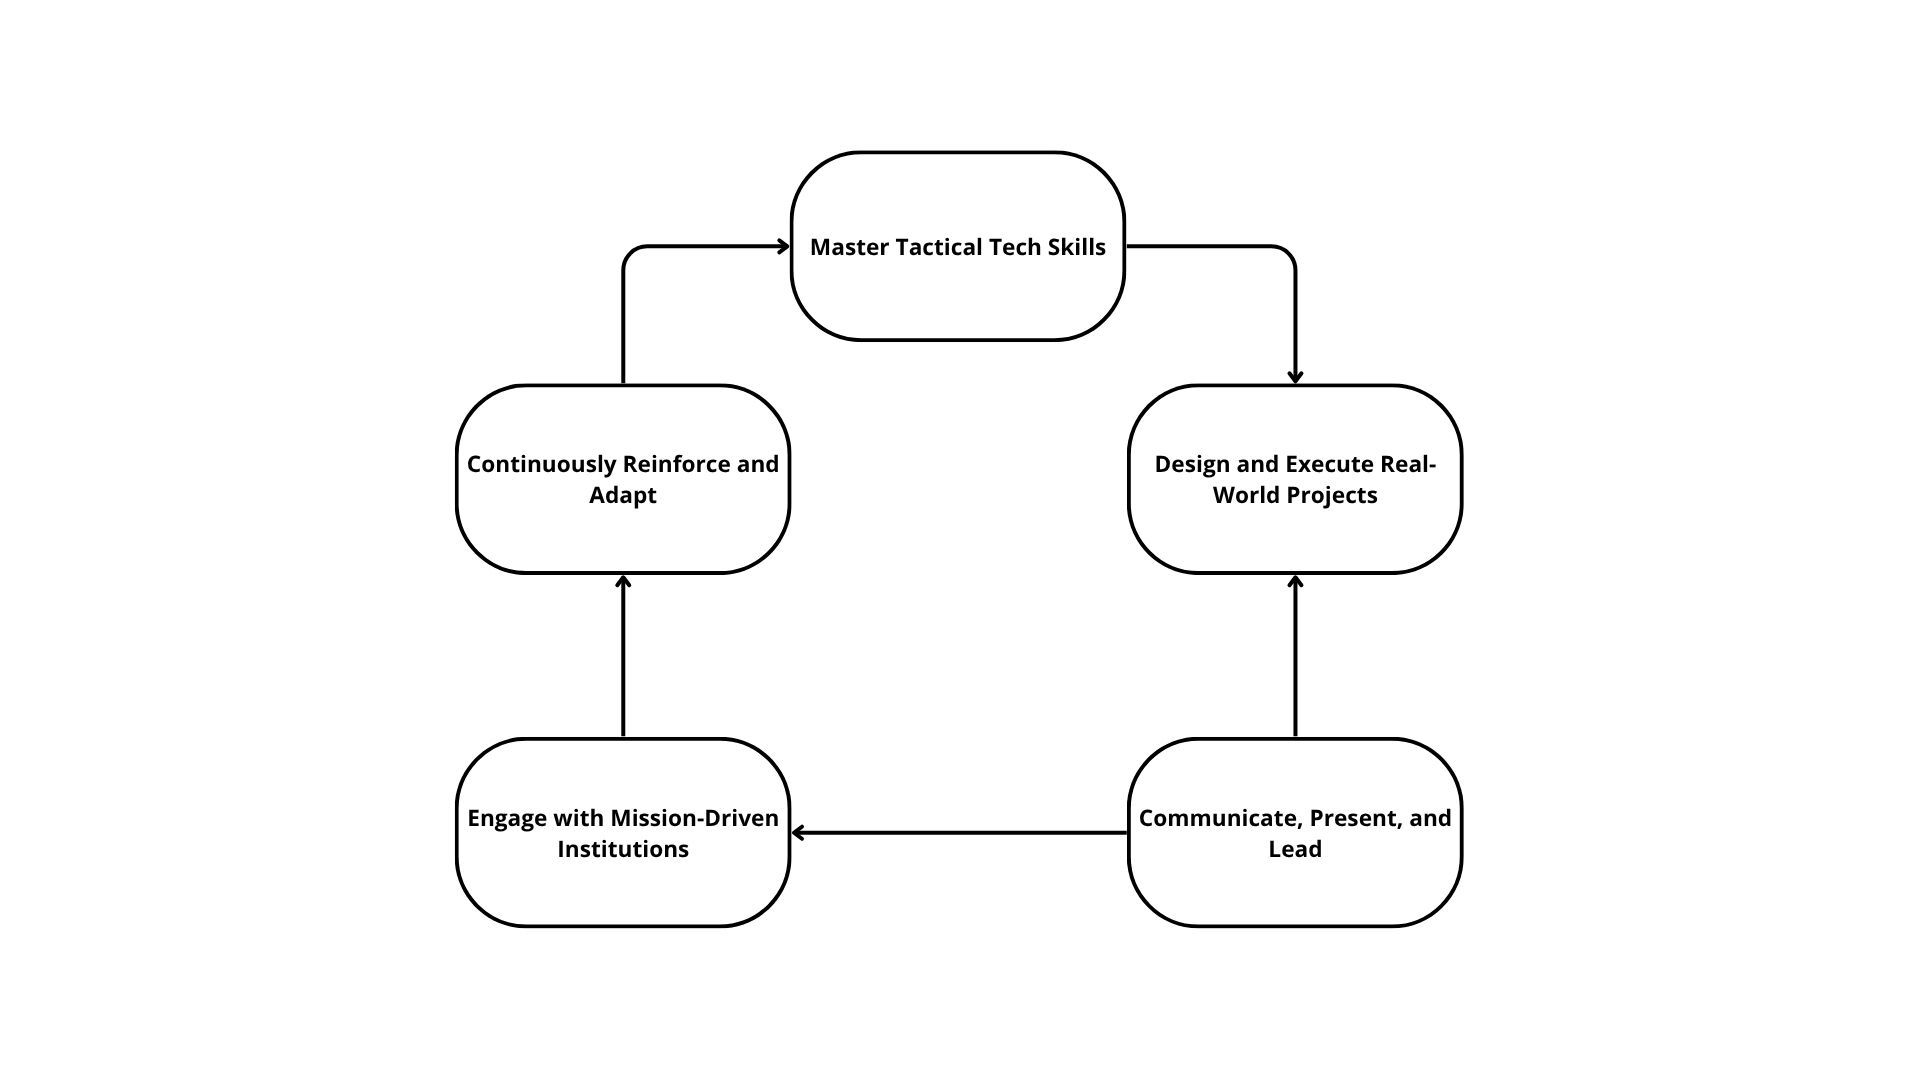 Master Tactical Tech Skills
Continuously Reinforce and
Adapt
Design and Execute Real-
World Projects
Engage with Mission-Driven
Institutions
Communicate, Present, and
Lead